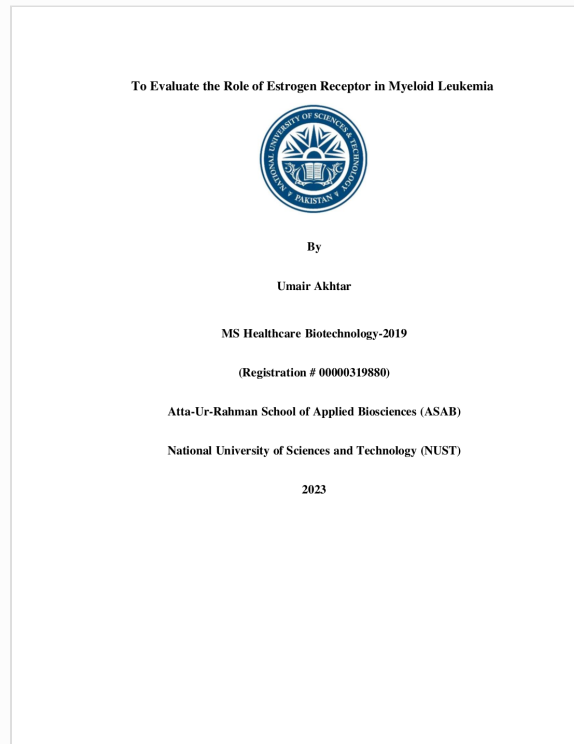 To Evaluate the Role of Estrogen Receptor in Myeloid Leukemia
NATIONAL UNIVERSITY OF SCIENCES & TECHNOLOGY
PAKISTAN
By
Umair Akhtar
MS Healthcare Biotechnology-2019
(Registration # 00000319880)
Atta-Ur-Rahman School of Applied Biosciences (ASAB)
National University of Sciences and Technology (NUST)
2023